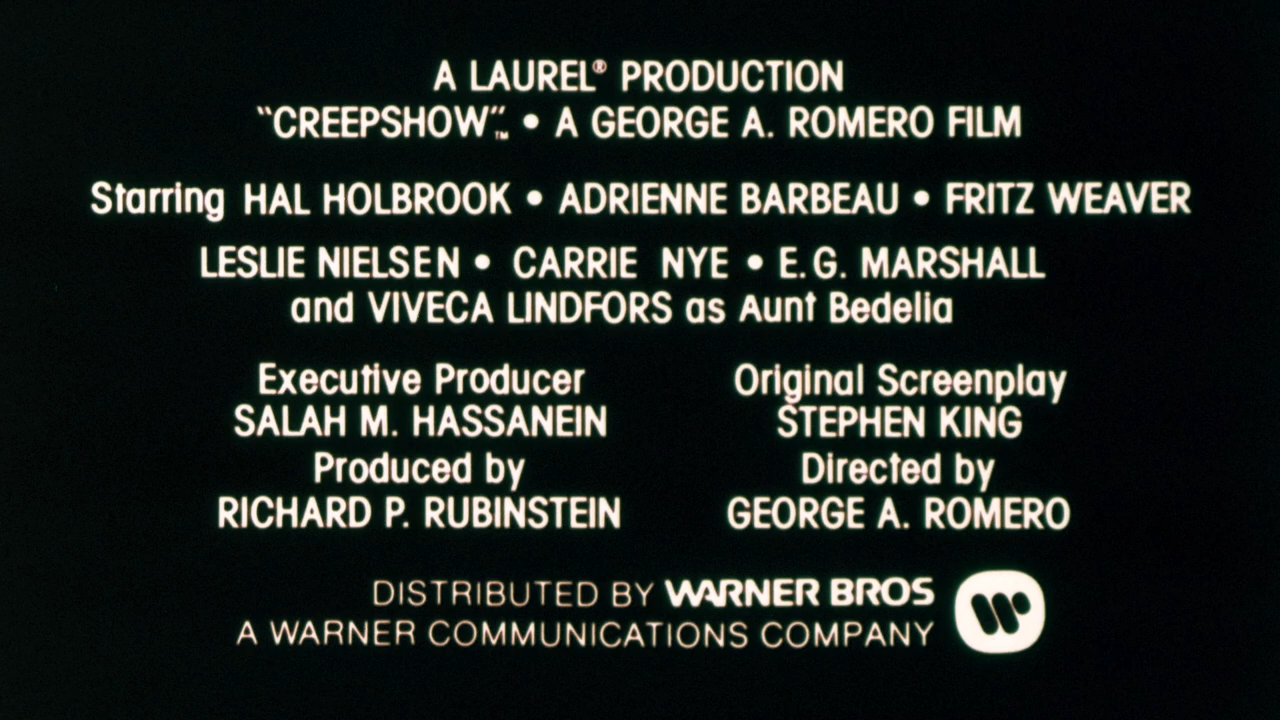 A LAUREL® PRODUCTION
“CREEPSHOW”™ • A GEORGE A. ROMERO FILM
Starring HAL HOLBROOK • ADRIENNE BARBEAU • FRITZ WEAVER
LESLIE NIELSEN • CARRIE NYE • E.G. MARSHALL
and VIVECA LINDFORS as Aunt Bedelia
Executive Producer
SALAH M. HASSANEIN
Produced by
RICHARD P. RUBINSTEIN
Original Screenplay
STEPHEN KING
Directed by
GEORGE A. ROMERO
DISTRIBUTED BY WARNER BROS
A WARNER COMMUNICATIONS COMPANY